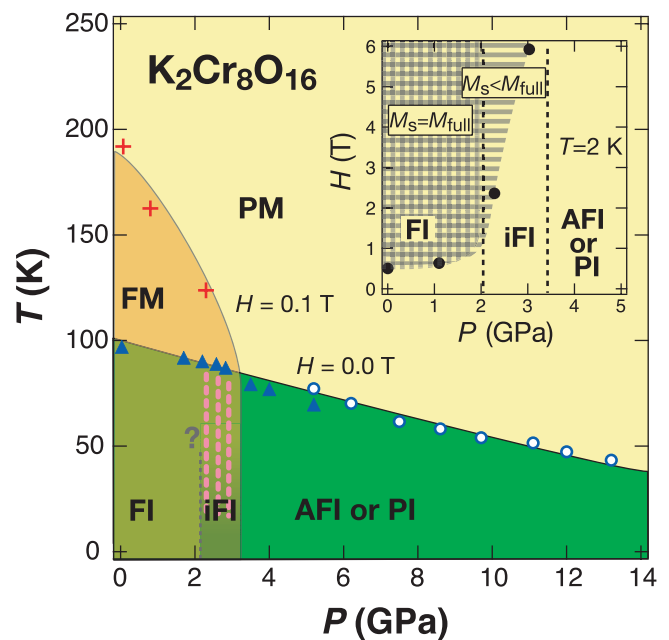 K2Cr8O16
250
200
150
100
50
0
T (K)
0
2
4
6
8
10
12
14
P (GPa)
PM
FM
H = 0.1 T
H = 0.0 T
?
FI
iFI
AFI or PI
6
5
4
3
2
1
0
H (T)
0
1
2
3
4
5
P (GPa)
Ms<Mfull
Ms=Mfull
T=2 K
FI
iFI
AFI
or
PI